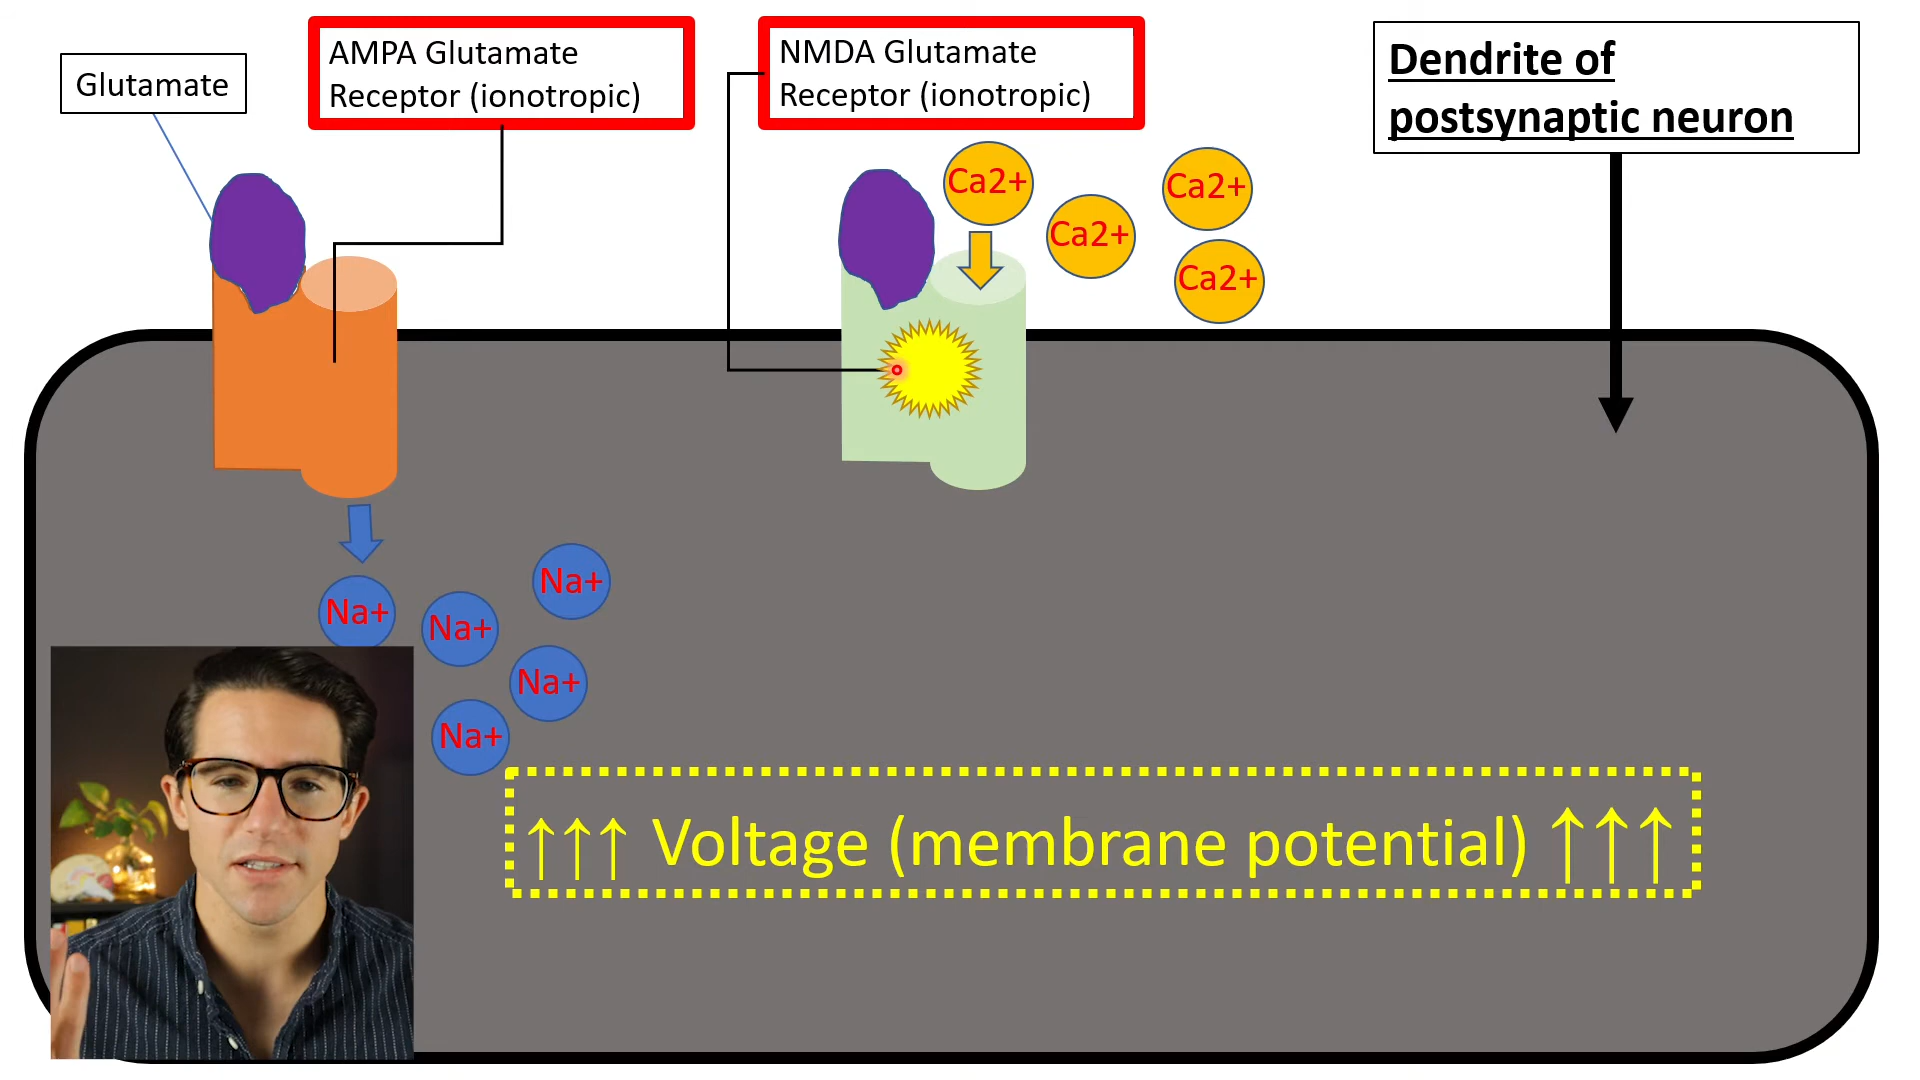 Glutamate
AMPA Glutamate
Receptor (ionotropic)
NMDA Glutamate
Receptor (ionotropic)
Dendrite of
postsynaptic neuron
Ca2+
Ca2+
Ca2+
Ca2+
Na+
Na+
Na+
Na+
Na+
↑↑↑ Voltage (membrane potential) ↑↑↑